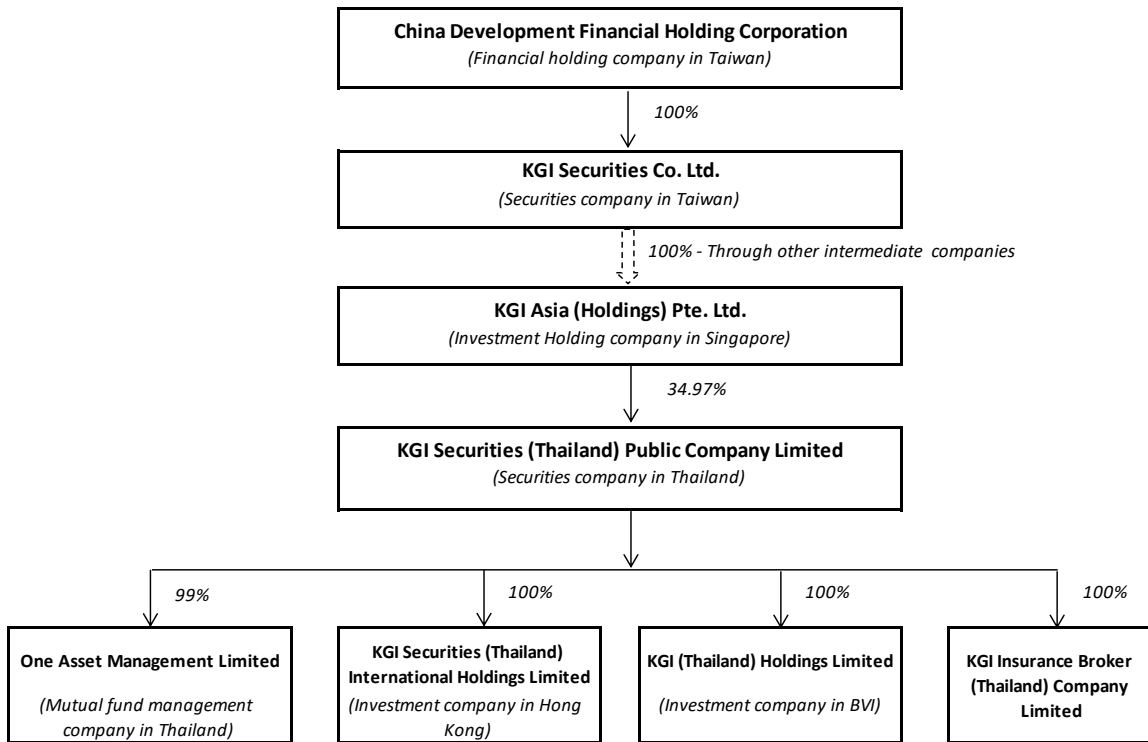 China Development Financial Holding Corporation
(Financial holding company in Taiwan)
100%
KGI Securities Co. Ltd.
(Securities company in Taiwan)
100% - Through other intermediate companies
KGI Asia (Holdings) Pte. Ltd.
(Investment Holding company in Singapore)
34.97%
KGI Securities (Thailand) Public Company Limited
(Securities company in Thailand)
99%
100%
100%
100%
One Asset Management Limited
(Mutual fund management
company in Thailand)
KGI Securities (Thailand)
International Holdings Limited
(Investment company in Hong
Kong)
KGI (Thailand) Holdings Limited
(Investment company in BVI)
KGI Insurance Broker
(Thailand) Company
Limited